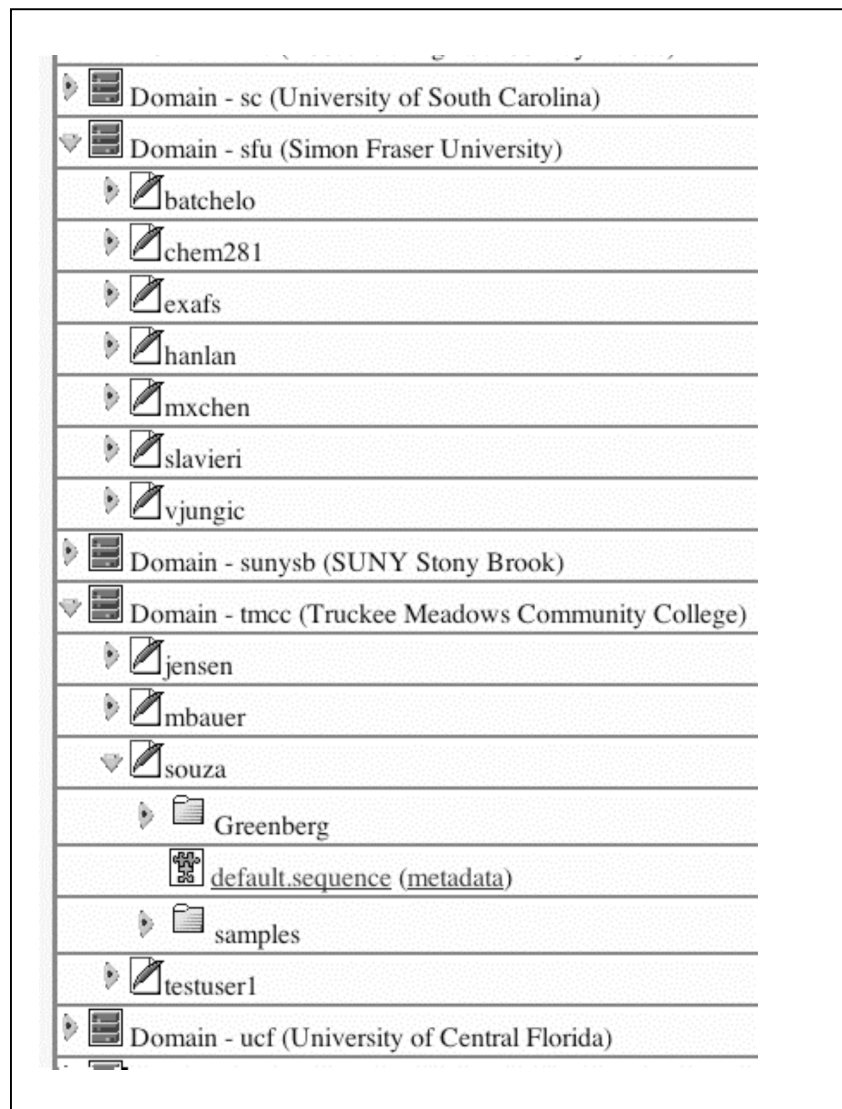 Domain - sc (University of South Carolina)
Domain - sfu (Simon Fraser University)
batchelo
chem281
exafs
hanlan
mxchen
slavieri
vjungic
Domain - sunysb (SUNY Stony Brook)
Domain - tmcc (Truckee Meadows Community College)
jensen
mbauer
souza
Greenberg
default.sequence (metadata)
samples
testuser1
Domain - ucf (University of Central Florida)